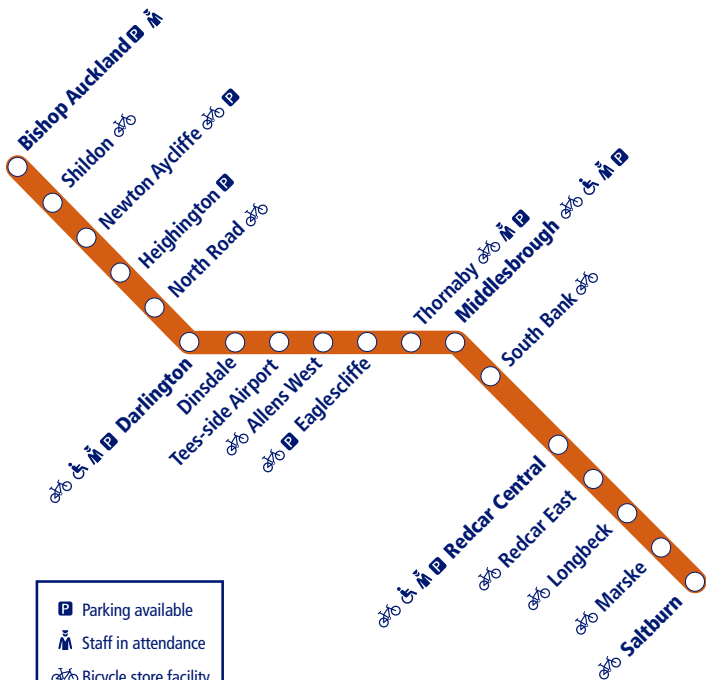 Bishop Auckland P
Shildon
Newton Aycliffe P
Heighington P
North Road
Darlington P
Dinsdale
Tees-side Airport
Allens West
Eaglescliffe P
Thornaby P
Middlesbrough P
South Bank
Redcar Central P
Redcar East
Longbeck
Marske
Saltburn
P Parking available
Staff in attendance
Bicycle store facility